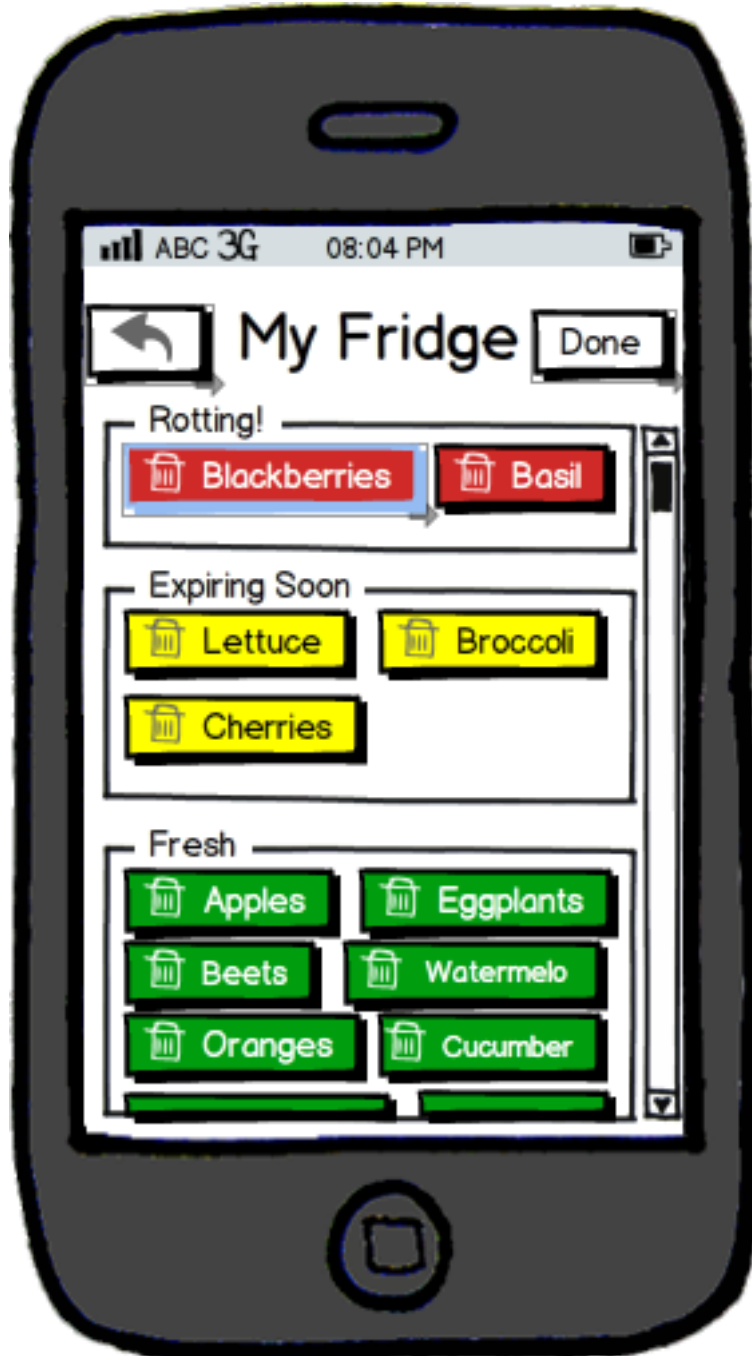 ABC 3G 08:04 PM
My Fridge Done
Rotting!
Blackberries Basil
Expiring Soon
Lettuce Broccoli
Cherries
Fresh
Apples Eggplants
Beets Watermelo
Oranges Cucumber